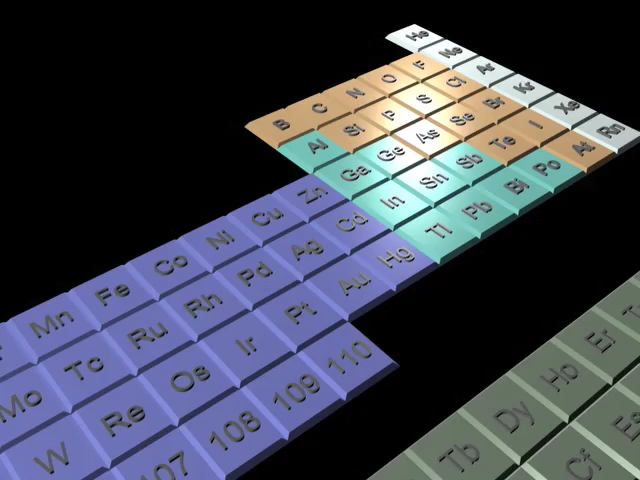 He
B C N O F Ne
Al Si P S Cl Ar
Mn Fe Co Ni Cu Zn Ga Ge As Se Br Kr
Mo Tc Ru Rh Pd Ag Cd In Sn Sb Te I Xe
W Re Os Ir Pt Au Hg Tl Pb Bi Po At Rn
107 108 109 110
Tb Dy Ho Er
Cf Es